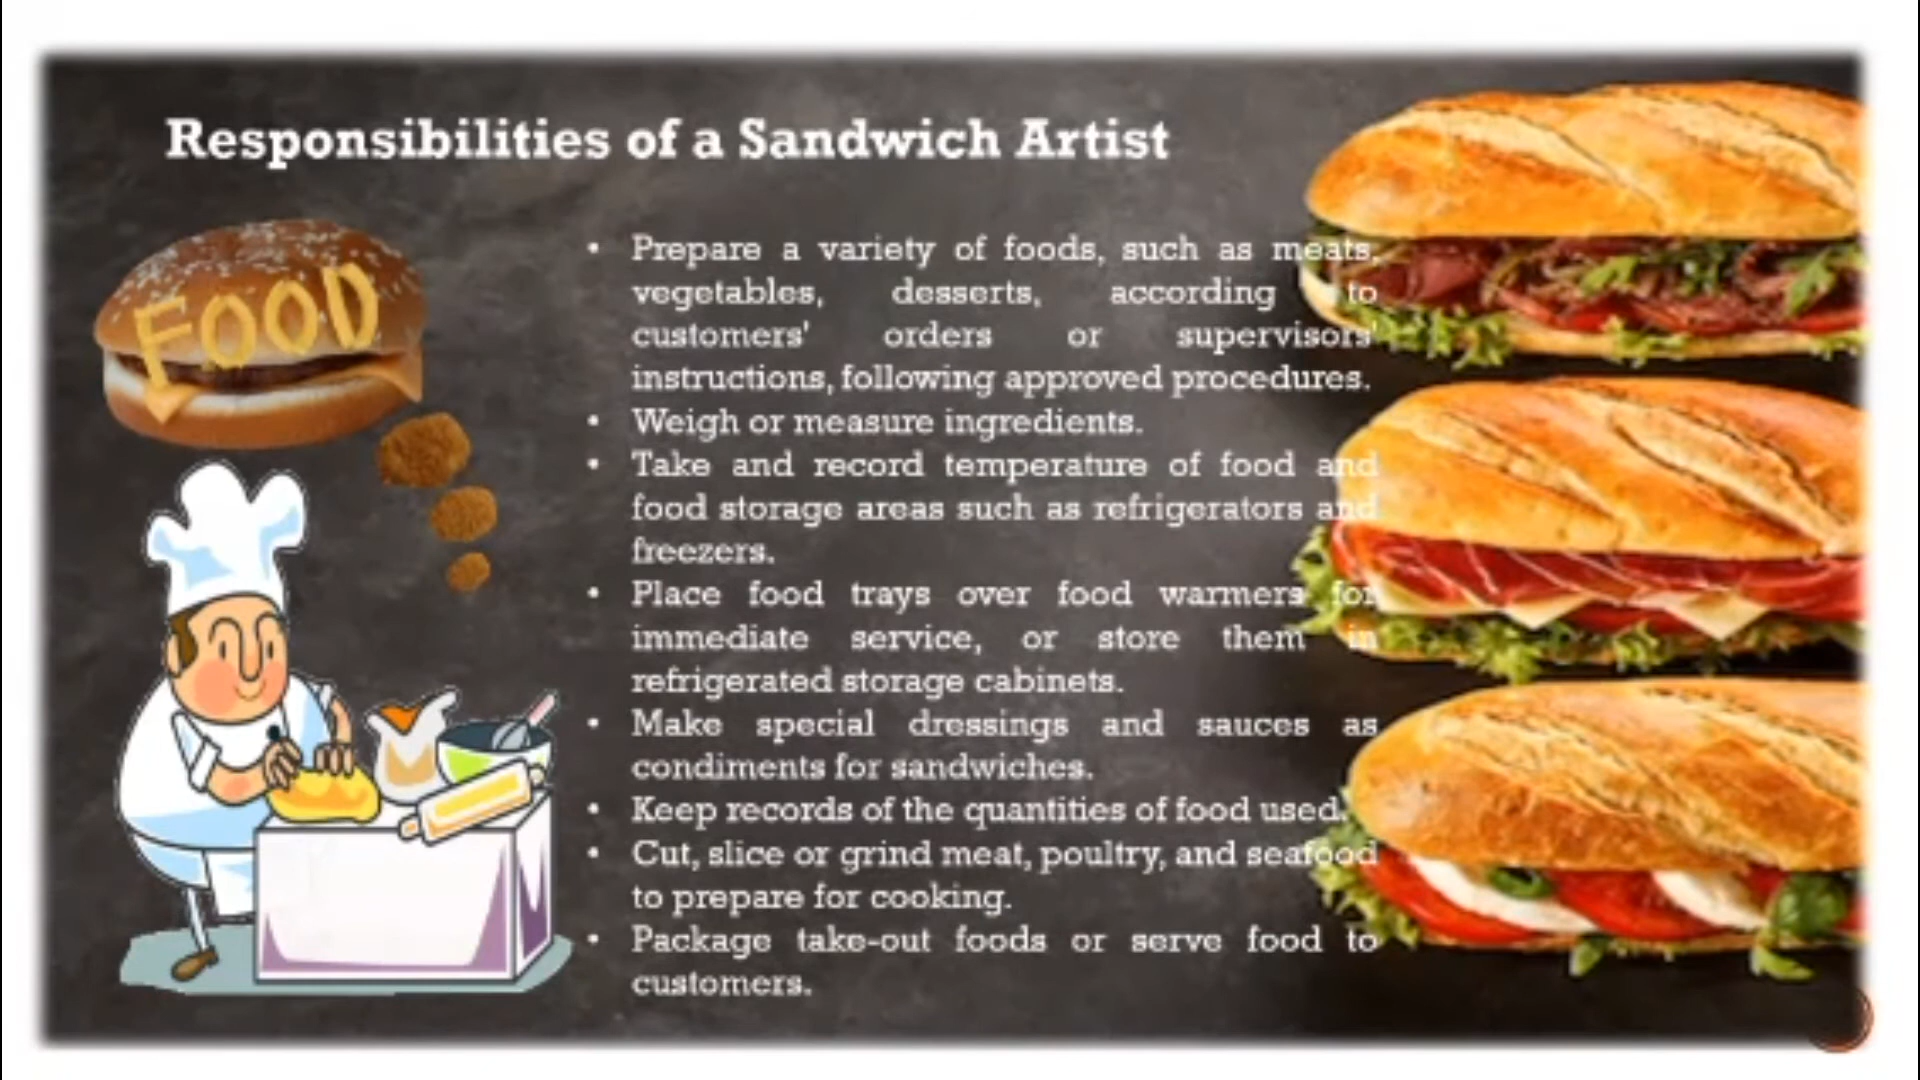 Responsibilities of a Sandwich Artist
FOOD
• Prepare a variety of foods, such as meats,
vegetables, desserts, according to
customers' orders or supervisors'
instructions, following approved procedures.
• Weigh or measure ingredients.
• Take and record temperature of food and
food storage areas such as refrigerators and
freezers.
• Place food trays over food warmers for
immediate service, or store them in
refrigerated storage cabinets.
• Make special dressings and sauces as
condiments for sandwiches.
• Keep records of the quantities of food used.
• Cut, slice or grind meat, poultry, and seafood
to prepare for cooking.
• Package take-out foods or serve food to
customers.